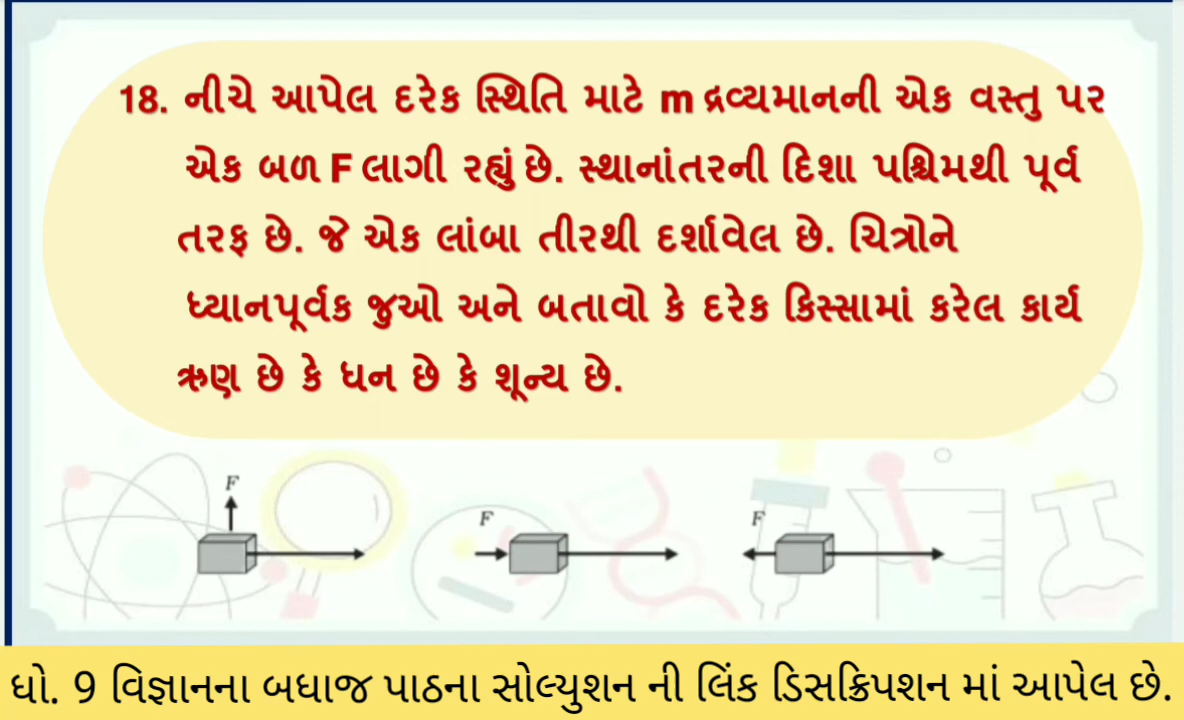 18. નીચે આપેલ દરેક સ્થિતિ માટે m દ્રવ્યમાનની એક વસ્તુ પર
એક બળ F લાગી રહ્યું છે. સ્થાનાંતરની દિશા પશ્ચિમથી પૂર્વ
તરફ છે. જે એક લાંબા તીરથી દર્શાવેલ છે. ચિત્રોને
ધ્યાનપૂર્વક જુઓ અને બતાવો કે દરેક કિસ્સામાં કરેલ કાર્ય
ઋણ છે કે ધન છે કે શૂન્ય છે.
F
F
F
ધો. 9 વિજ્ઞાનના બધાજ પાઠના સોલ્યુશન ની લિંક ડિસક્રિપશન માં આપેલ છે.